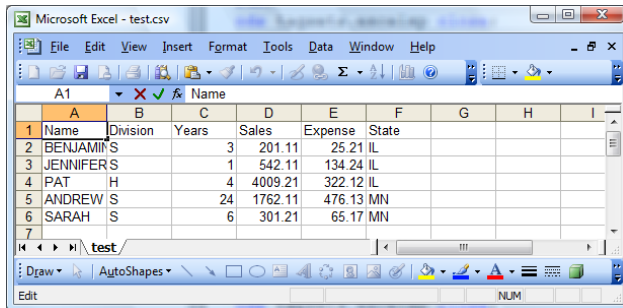 Microsoft Excel - test.csv
File Edit View Insert Format Tools Data Window Help
A1 fx Name
A B C D E F G H I
1 Name Division Years Sales Expense State
2 BENJAMIN S 3 201.11 25.21 IL
3 JENNIFER S 1 542.11 134.24 IL
4 PAT H 4 4009.21 322.12 IL
5 ANDREW S 24 1762.11 476.13 MN
6 SARAH S 6 301.21 65.17 MN
7
test
Draw AutoShapes
Edit NUM